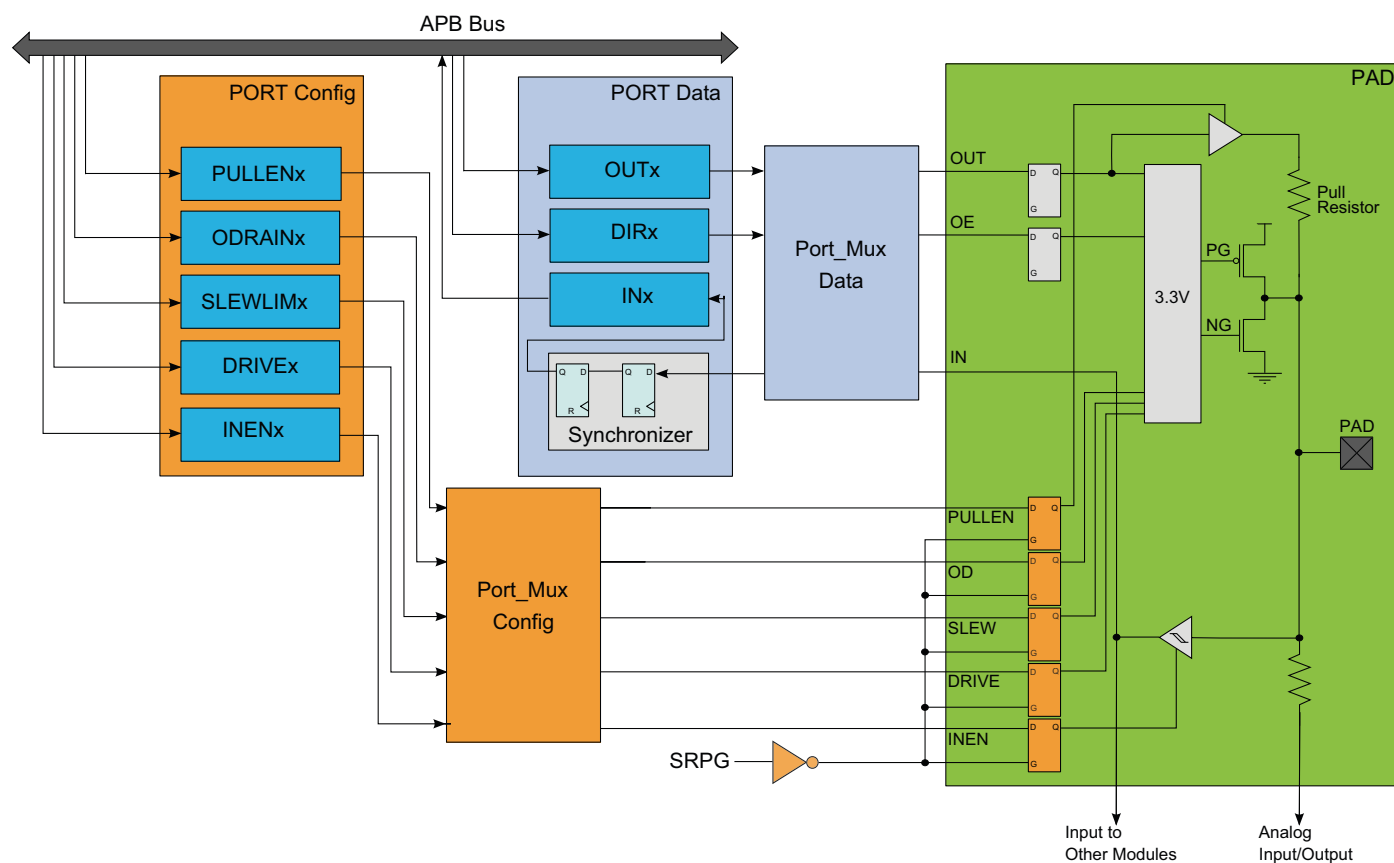 APB Bus
PORT Config
PULLENx
ODRAINx
SLEWLIMx
DRIVEx
INENx
PORT Data
OUTx
DIRx
INx
Q D
R
Q D
R
Synchronizer
Port_Mux
Data
Port_Mux
Config
SRPG
PAD
OUT
D Q
G
OE
D Q
G
IN
3.3V
PG
NG
Pull
Resistor
PAD
PULLEN
D Q
G
OD
D Q
G
SLEW
D Q
G
DRIVE
D Q
G
INEN
D Q
G
Input to
Other Modules
Analog
Input/Output